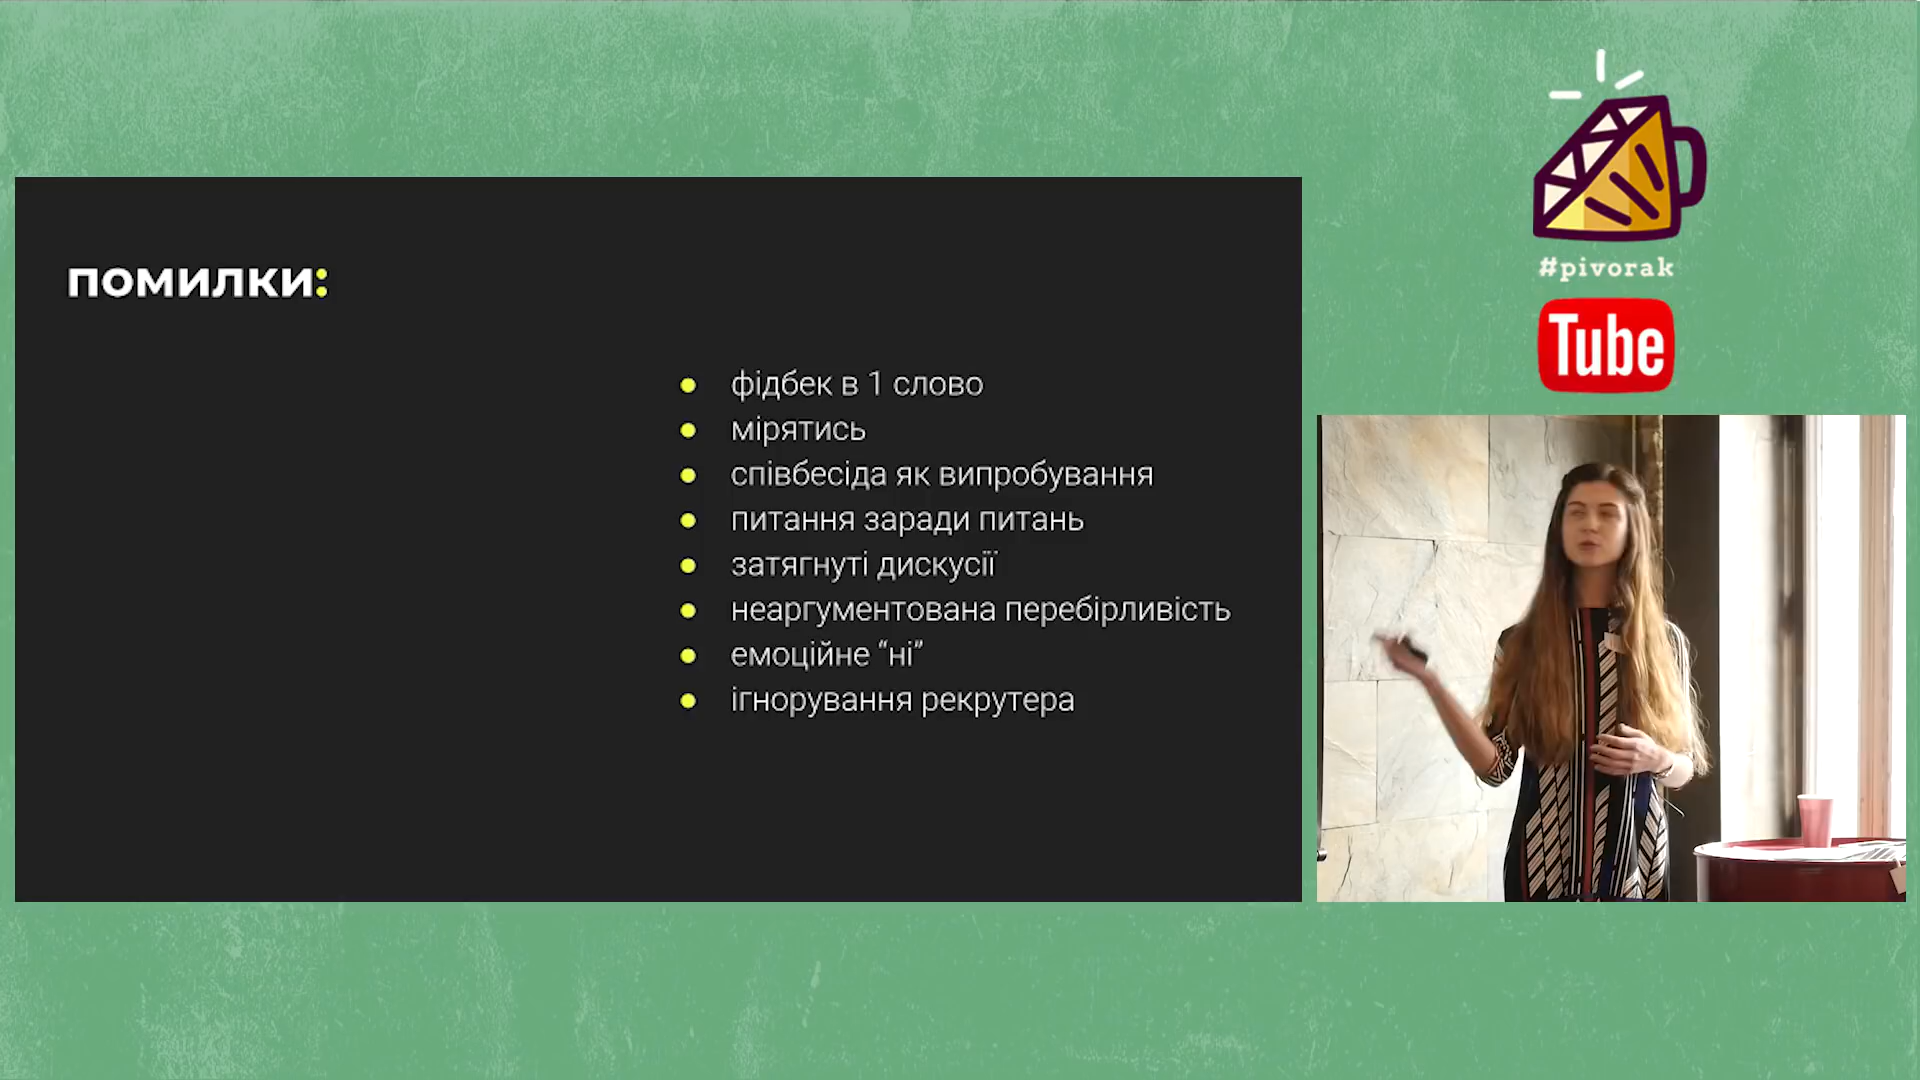 помилки:
фідбек в 1 слово
мірятись
співбесіда як випробування
питання заради питань
затягнуті дискусії
неаргументована перебірливість
емоційне “ні”
ігнорування рекрутера
#pivorak
Tube